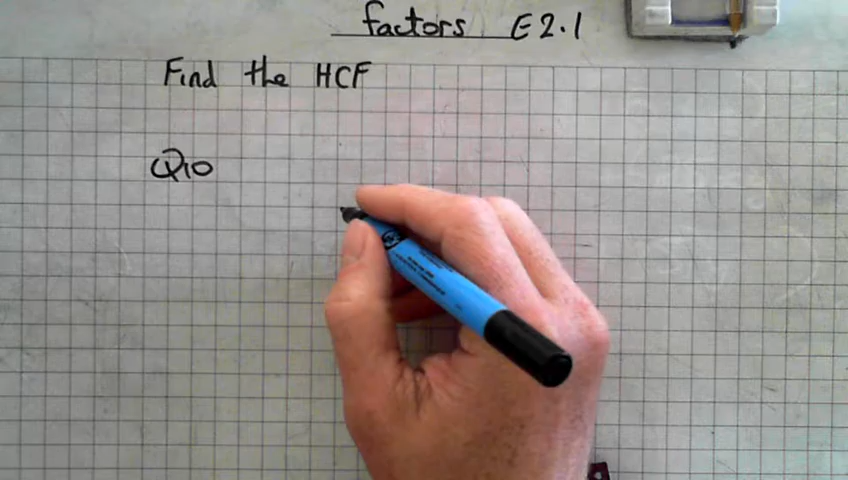 factors E2.1
Find the HCF
Q10